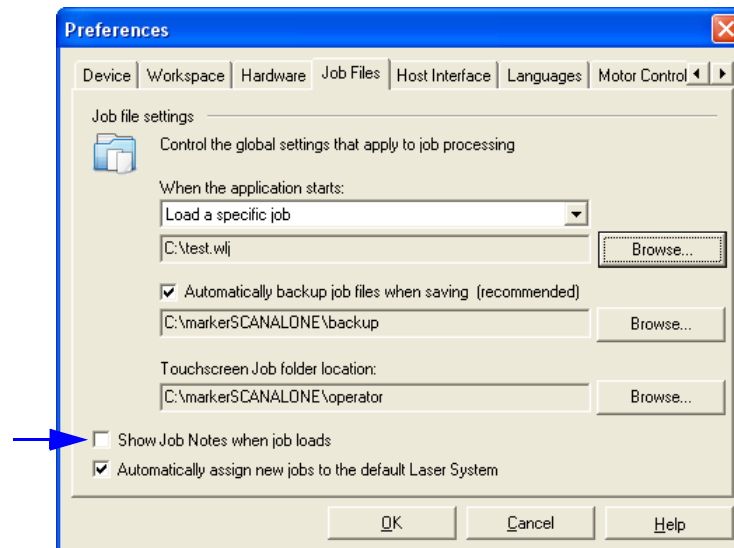 Preferences
Device Workspace Hardware Job Files Host Interface Languages Motor Control
Job file settings
Control the global settings that apply to job processing
When the application starts:
Load a specific job
C:\test.wlj Browse...
Automatically backup job files when saving (recommended)
C:\markerSCANALONE\backup Browse...
Touchscreen Job folder location:
C:\markerSCANALONE\operator Browse...
Show Job Notes when job loads
Automatically assign new jobs to the default Laser System
OK Cancel Help